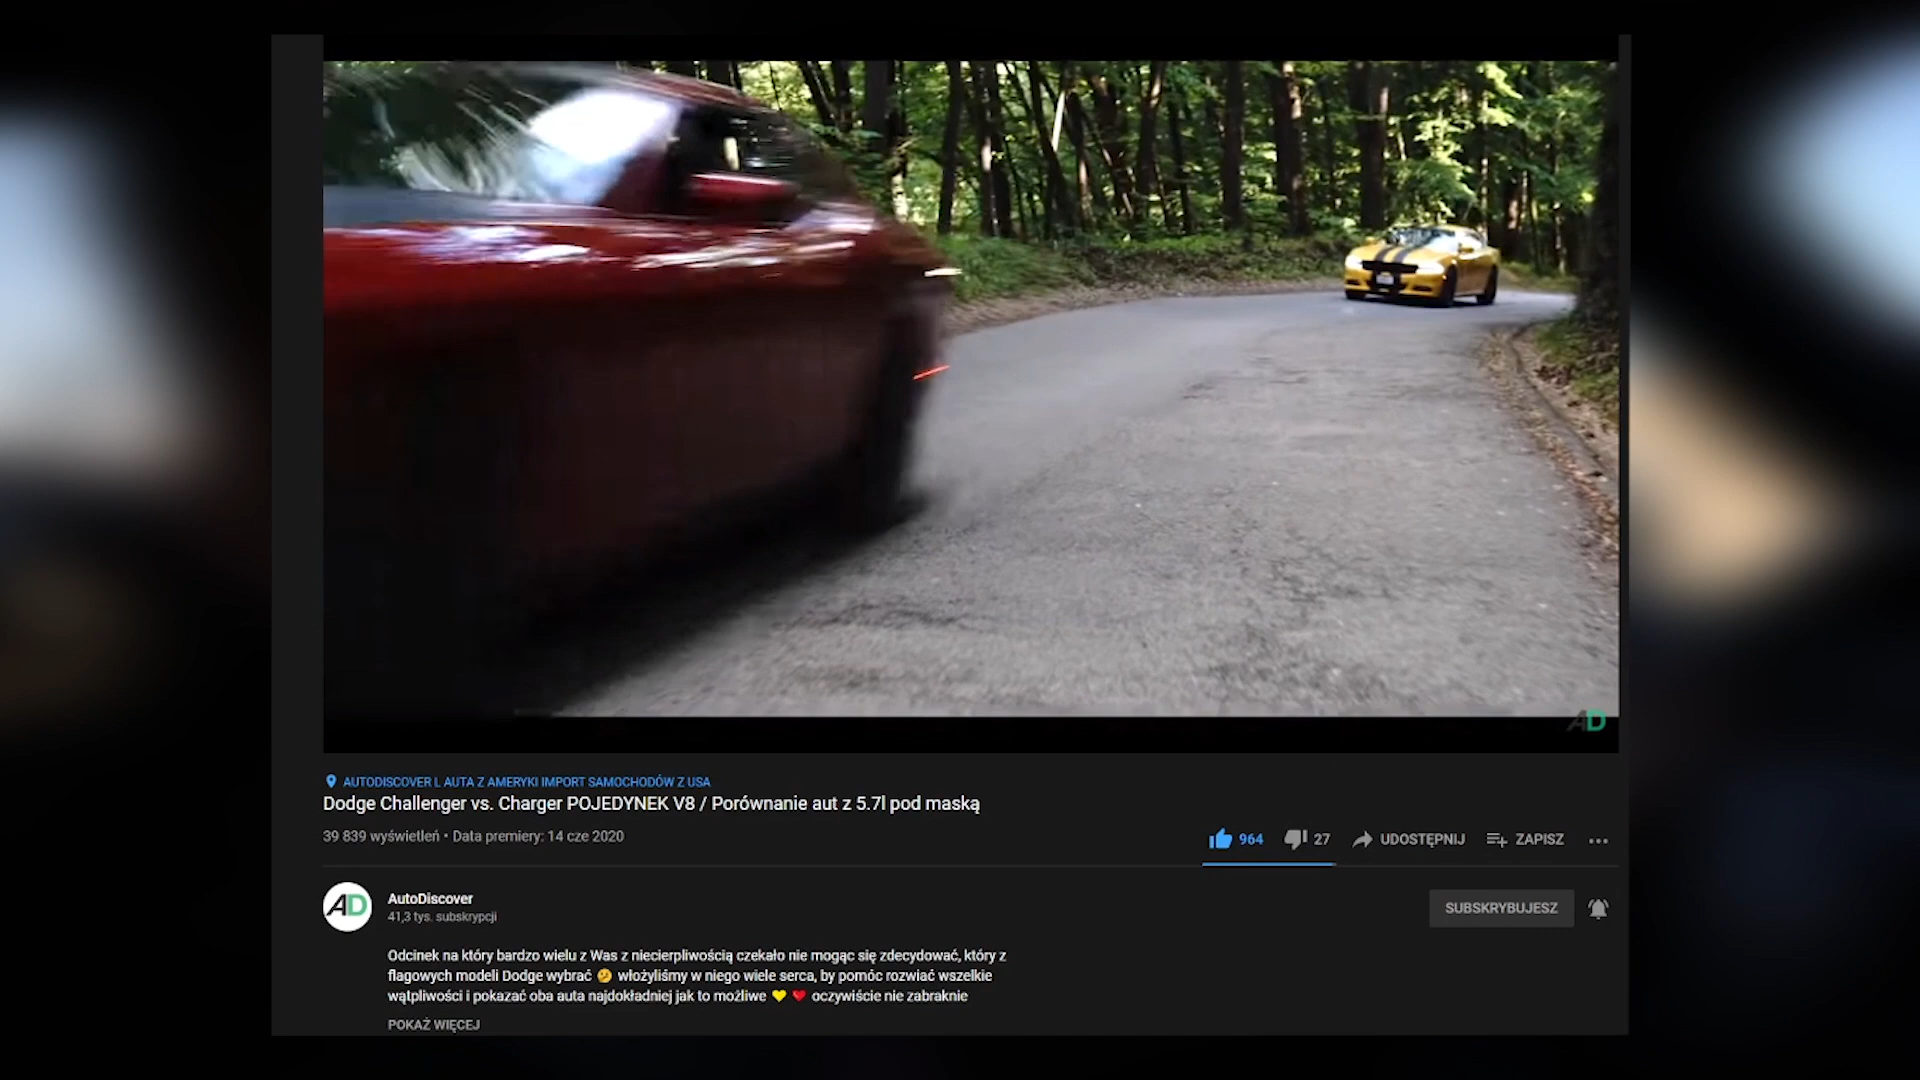 AD
AUTODISCOVER L AUTA Z AMERYKI IMPORT SAMOCHODÓW Z USA
Dodge Challenger vs. Charger POJEDYNEK V8 / Porównanie aut z 5.7l pod maską
39 839 wyświetleń • Data premiery: 14 cze 2020
964 27 UDOSTĘPNIJ ZAPISZ
AD
AutoDiscover
41,3 tys. subskrypcji
SUBSKRYBUJESZ
Odcinek na który bardzo wielu z Was z niecierpliwością czekało nie mogąc się zdecydować, który z
flagowych modeli Dodge wybrać 🤔 włożyliśmy w niego wiele serca, by pomóc rozwiać wszelkie
wątpliwości i pokazać oba auta najdokładniej jak to możliwe 💛 ❤️ oczywiście nie zabraknie
POKAŻ WIĘCEJ